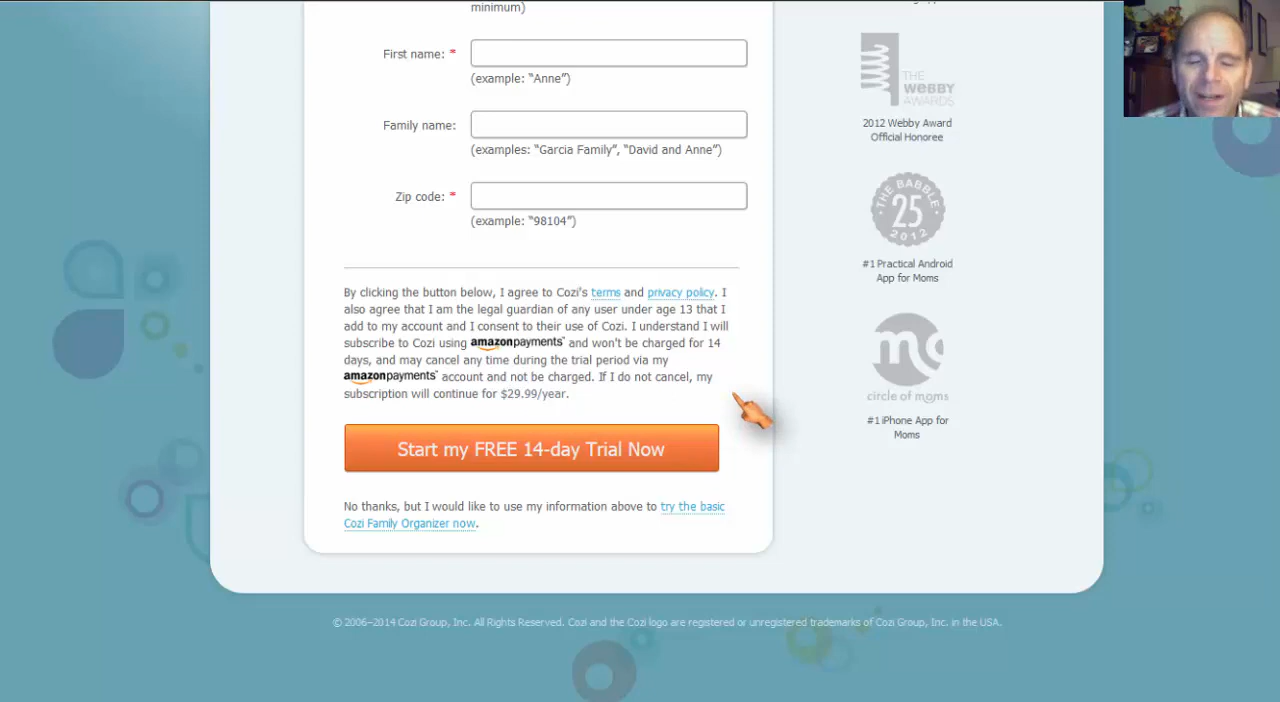 minimum)
First name: *
(example: “Anne”)
Family name:
(examples: “Garcia Family”, “David and Anne”)
Zip code: *
(example: “98104”)
By clicking the button below, I agree to Cozi's terms and privacy policy. I
also agree that I am the legal guardian of any user under age 13 that I
add to my account and I consent to their use of Cozi. I understand I will
subscribe to Cozi using amazonpayments™ and won't be charged for 14
days, and may cancel any time during the trial period via my
amazonpayments™ account and not be charged. If I do not cancel, my
subscription will continue for $29.99/year.
Start my FREE 14-day Trial Now
No thanks, but I would like to use my information above to try the basic
Cozi Family Organizer now.
THE
WEBBY
AWARDS
2012 Webby Award
Official Honoree
THE BABBLE
25
2012
#1 Practical Android
App for Moms
mc
circle of moms
#1 iPhone App for
Moms
© 2006–2014 Cozi Group, Inc. All Rights Reserved. Cozi and the Cozi logo are registered or unregistered trademarks of Cozi Group, Inc. in the USA.